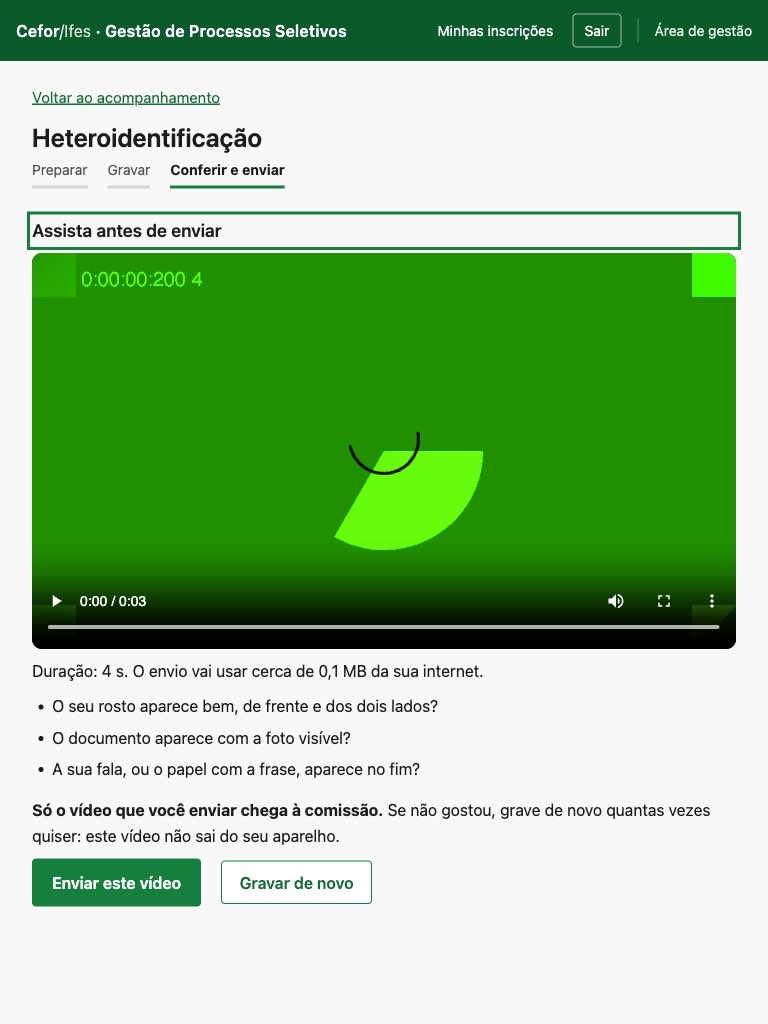 Cefor/Ifes · Gestão de Processos Seletivos
Minhas inscrições
Sair
Área de gestão
Voltar ao acompanhamento
Heteroidentificação
Preparar
Gravar
Conferir e enviar
Assista antes de enviar
0:00:00:200 4
0:00 / 0:03
Duração: 4 s. O envio vai usar cerca de 0,1 MB da sua internet.
• O seu rosto aparece bem, de frente e dos dois lados?
• O documento aparece com a foto visível?
• A sua fala, ou o papel com a frase, aparece no fim?
Só o vídeo que você enviar chega à comissão. Se não gostou, grave de novo quantas vezes
quiser: este vídeo não sai do seu aparelho.
Enviar este vídeo
Gravar de novo